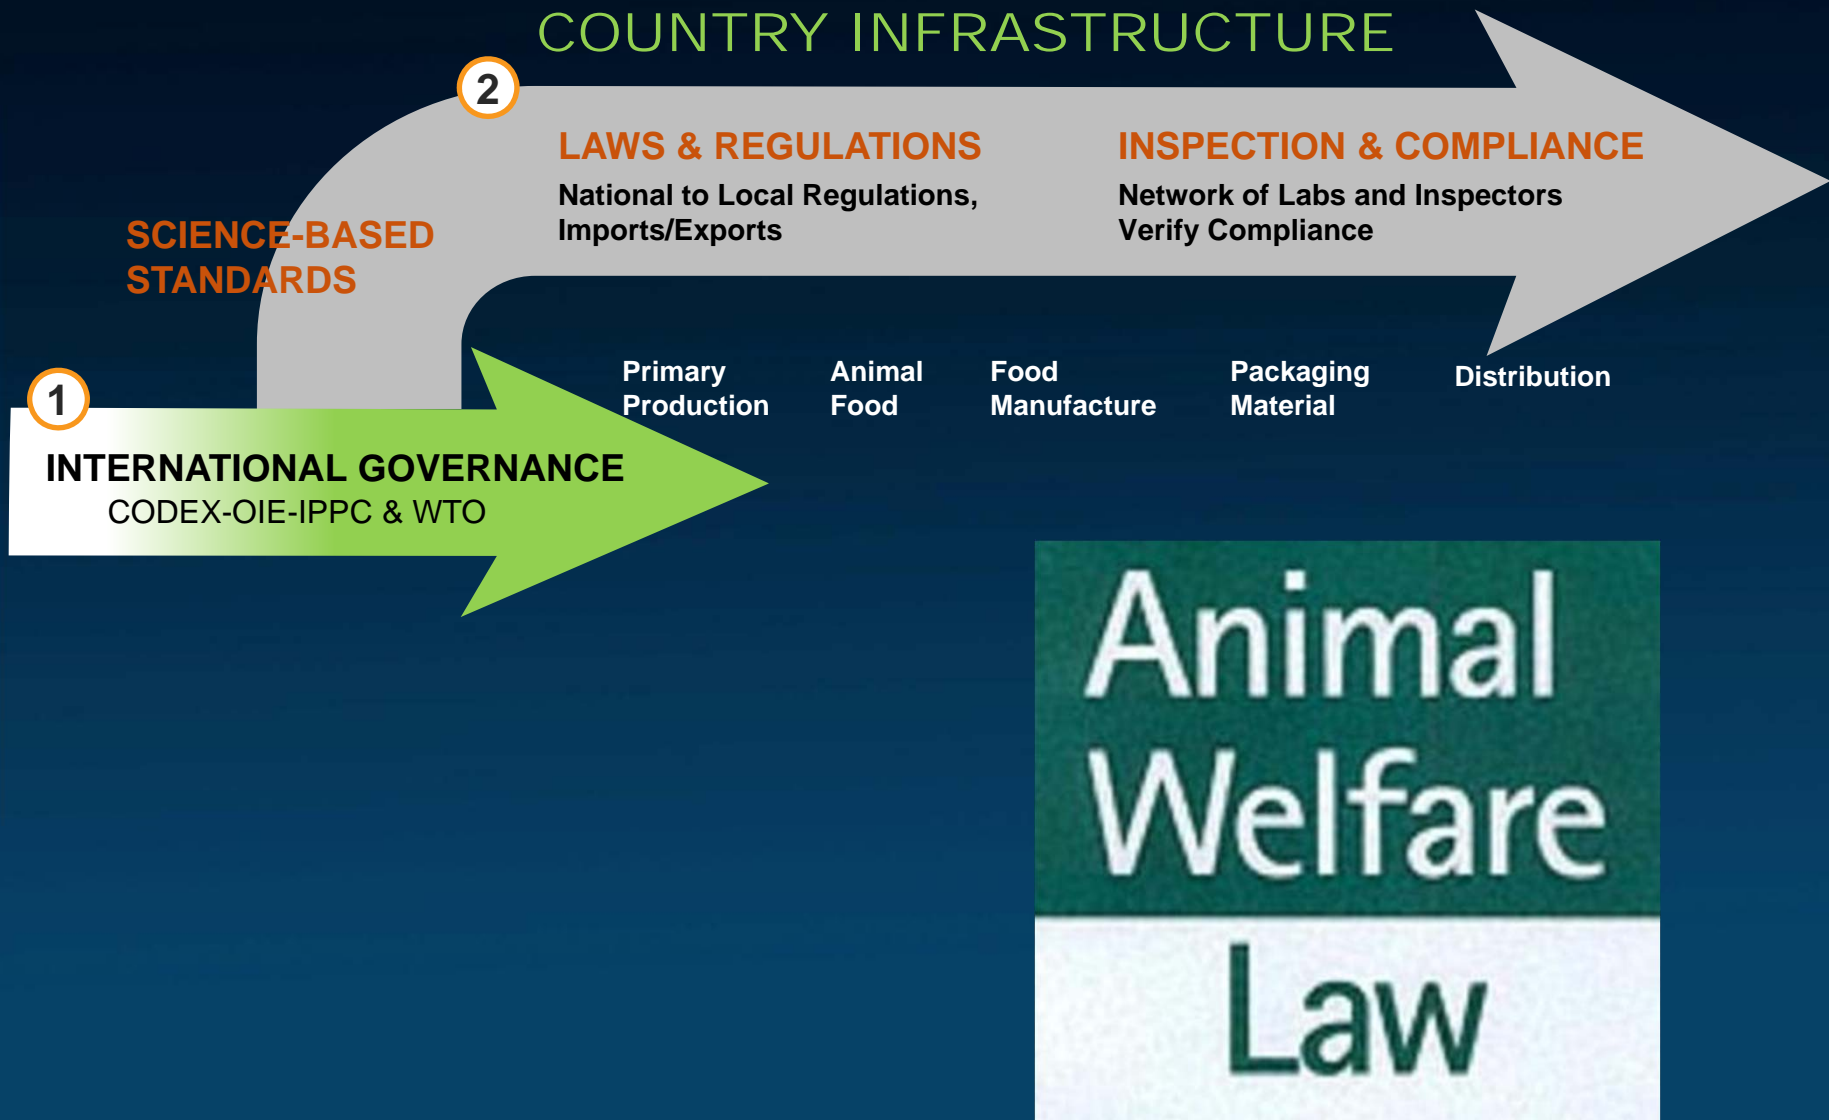 COUNTRY INFRASTRUCTURE
2
LAWS & REGULATIONS
National to Local Regulations,
Imports/Exports
INSPECTION & COMPLIANCE
Network of Labs and Inspectors
Verify Compliance
SCIENCE-BASED
STANDARDS
1
INTERNATIONAL GOVERNANCE
CODEX-OIE-IPPC & WTO
Primary
Production
Animal
Food
Food
Manufacture
Packaging
Material
Distribution
Animal
Welfare
Law